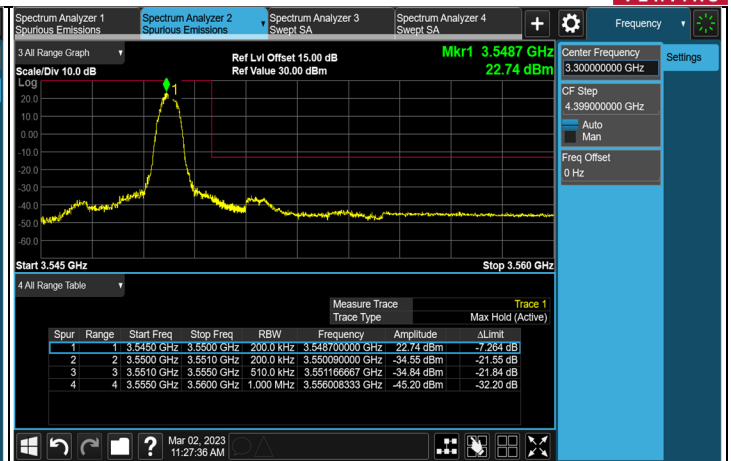 Spectrum Analyzer 1
Spurious Emissions
Spectrum Analyzer 2
Spurious Emissions
Spectrum Analyzer 3
Swept SA
Spectrum Analyzer 4
Swept SA
+
Frequency
3 All Range Graph
Scale/Div 10.0 dB
Ref Lvl Offset 15.00 dB
Ref Value 30.00 dBm
Mkr1 3.5487 GHz
22.74 dBm
Log
20.0
10.0
0.00
-10.0
-20.0
-30.0
-40.0
-50.0
-60.0
1
Start 3.545 GHz
Stop 3.560 GHz
Center Frequency
3.300000000 GHz
Settings
CF Step
4.399000000 GHz
Auto
Man
Freq Offset
0 Hz
4 All Range Table
Measure Trace Trace 1
Trace Type Max Hold (Active)
Spur Range Start Freq Stop Freq RBW Frequency Amplitude ΔLimit
1 1 3.5450 GHz 3.5500 GHz 200.0 kHz 3.548700000 GHz 22.74 dBm -7.264 dB
2 2 3.5500 GHz 3.5510 GHz 200.0 kHz 3.550090000 GHz -34.55 dBm -21.55 dB
3 3 3.5510 GHz 3.5550 GHz 510.0 kHz 3.551166667 GHz -34.84 dBm -21.84 dB
4 4 3.5550 GHz 3.5600 GHz 1.000 MHz 3.556008333 GHz -45.20 dBm -32.20 dB
?
Mar 02, 2023
11:27:36 AM